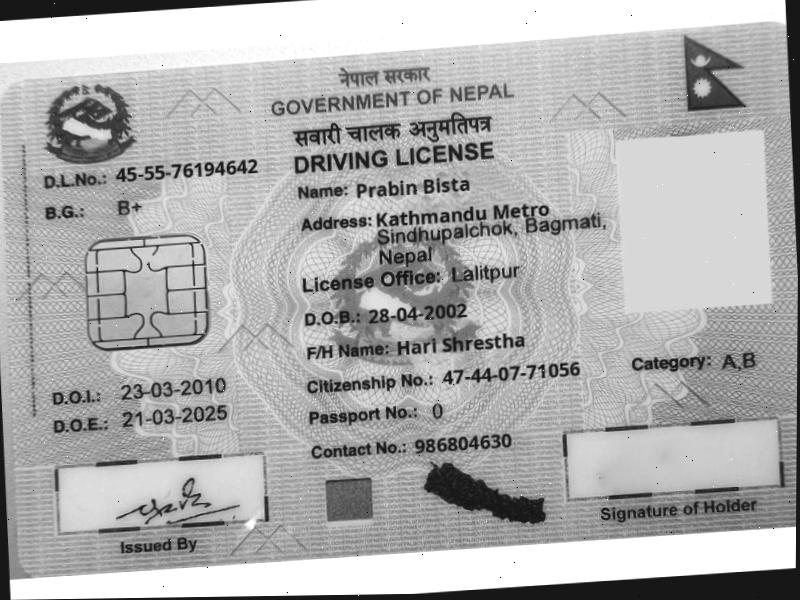 नेपाल सरकार
GOVERNMENT OF NEPAL
सवारी चालक अनुमतिपत्र
DRIVING LICENSE
D.L.No.: 45-55-76194642
B.G.: B+
Name: Prabin Bista
Address: Kathmandu Metro
Sindhupalchok, Bagmati,
Nepal
License Office: Lalitpur
D.O.B.: 28-04-2002
F/H Name: Hari Shrestha
Citizenship No.: 47-44-07-71056
Category: A,B
D.O.I.: 23-03-2010
D.O.E.: 21-03-2025
Passport No.: 0
Contact No.: 986804630
Issued By
Signature of Holder